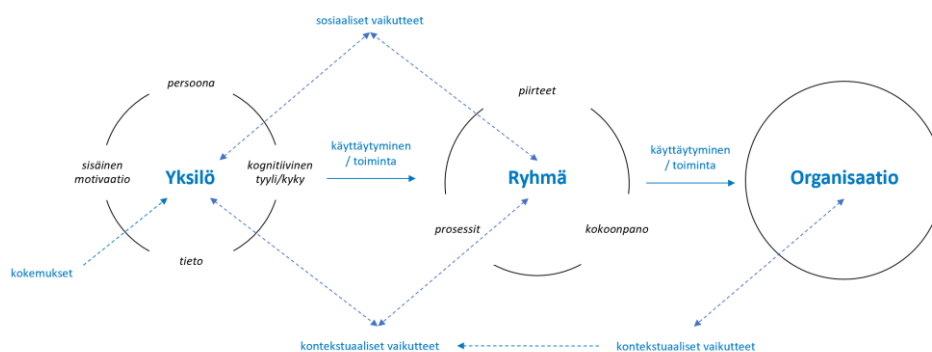 sosiaaliset vaikutteet
persoona
sisäinen
motivaatio
Yksilö
kognitiivinen
tyyli/kyky
tieto
kokemukset
käyttäytyminen
/ toiminta
piirteet
Ryhmä
prosessit
kokoonpano
käyttäytyminen
/ toiminta
Organisaatio
kontekstuaaliset vaikutteet
kontekstuaaliset vaikutteet